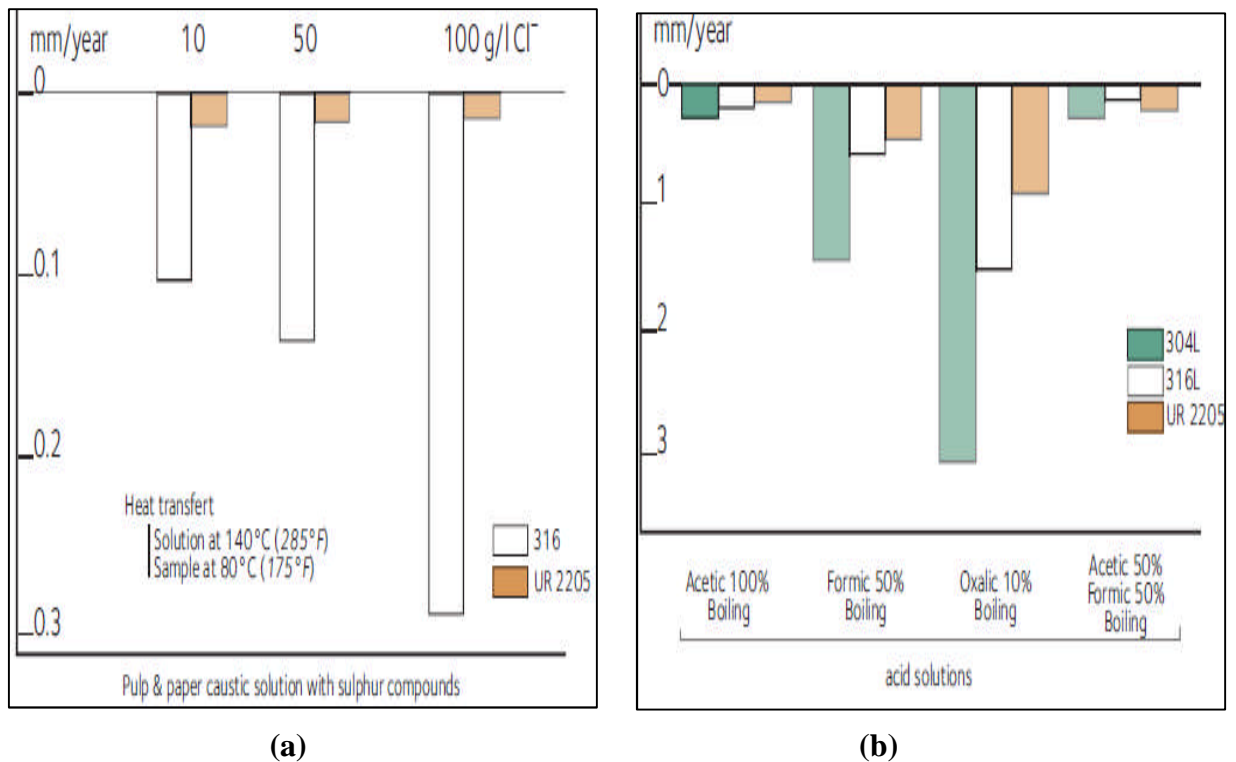 mm/year 10 50 100 g/l Cl⁻
0
0.1
0.2
Heat transfert
Solution at 140°C (285°F)
Sample at 80°C (175°F)
316
UR 2205
0.3
Pulp & paper caustic solution with sulphur compounds
(a)
mm/year
0
1
2
3
304L
316L
UR 2205
Acetic 100%
Boiling
Formic 50%
Boiling
Oxalic 10%
Boiling
Acetic 50%
Formic 50%
Boiling
acid solutions
(b)